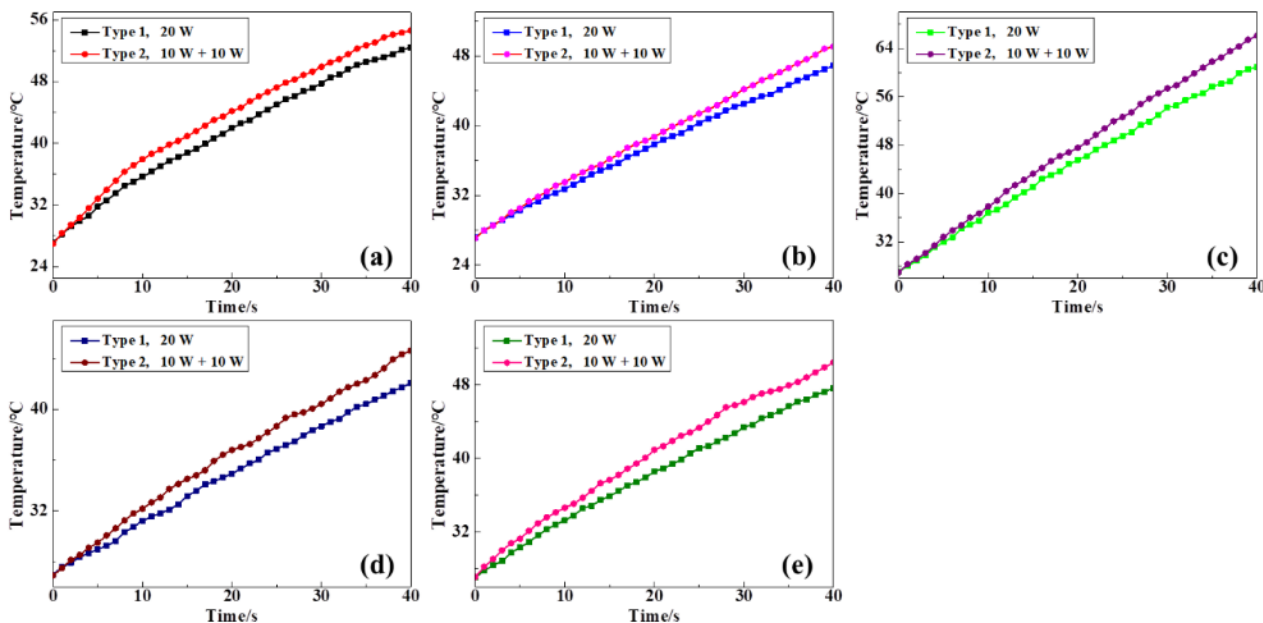 Type 1, 20 W
Type 2, 10 W + 10 W
Temperature/°C
56
48
40
32
24
0 10 20 30 40
Time/s
(a)
Type 1, 20 W
Type 2, 10 W + 10 W
Temperature/°C
48
40
32
24
0 10 20 30 40
Time/s
(b)
Type 1, 20 W
Type 2, 10 W + 10 W
Temperature/°C
64
56
48
40
32
0 10 20 30 40
Time/s
(c)
Type 1, 20 W
Type 2, 10 W + 10 W
Temperature/°C
40
32
0 10 20 30 40
Time/s
(d)
Type 1, 20 W
Type 2, 10 W + 10 W
Temperature/°C
48
40
32
0 10 20 30 40
Time/s
(e)